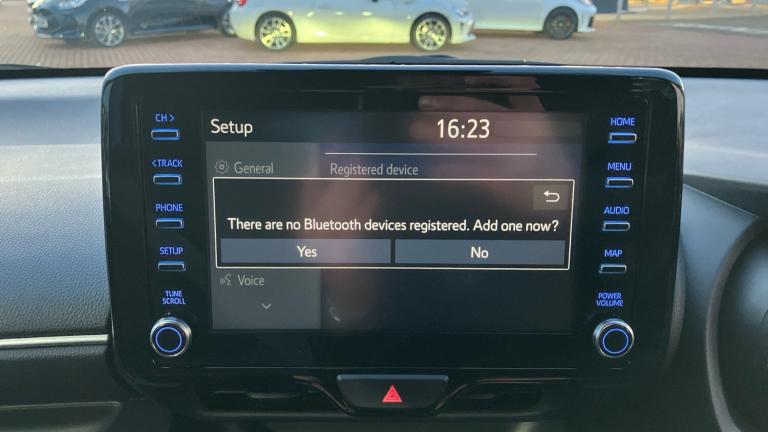 CH >
<TRACK
PHONE
SETUP
TUNE
SCROLL
Setup
16:23
General
Registered device
There are no Bluetooth devices registered. Add one now?
Yes
No
Voice
HOME
MENU
AUDIO
MAP
POWER
VOLUME